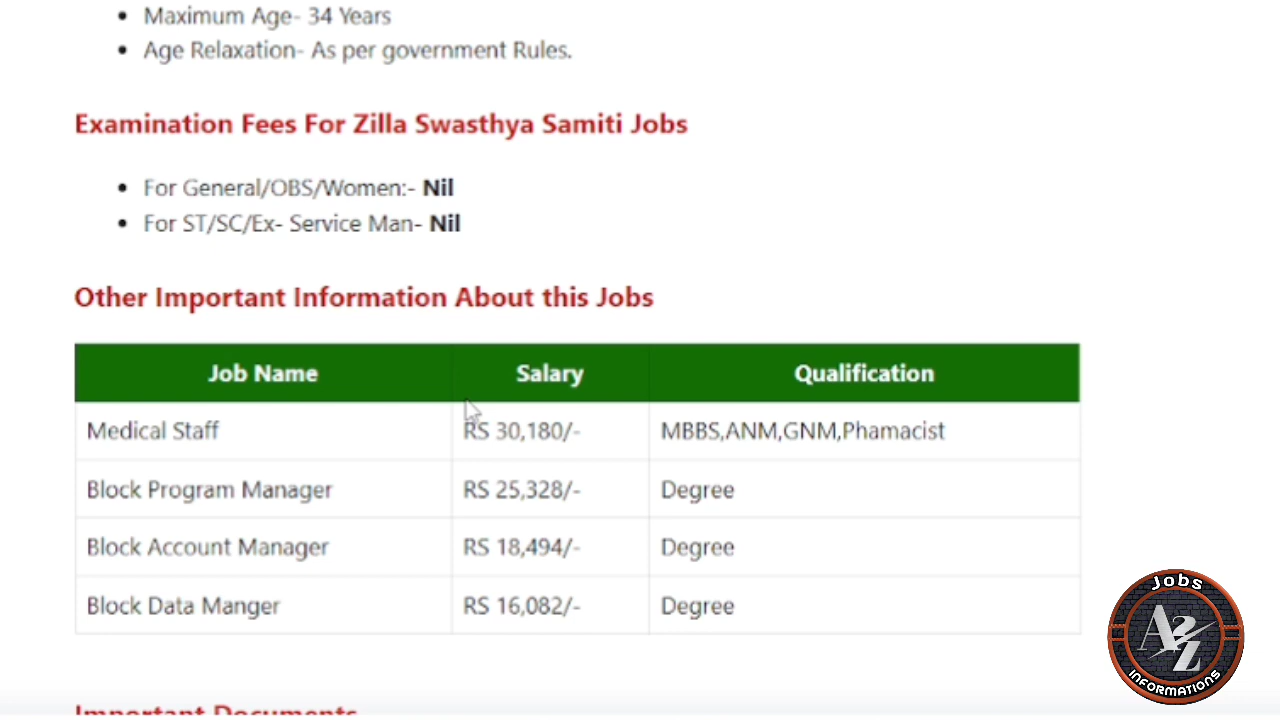 Maximum Age- 34 Years
Age Relaxation- As per government Rules.
Examination Fees For Zilla Swasthya Samiti Jobs
For General/OBS/Women:- Nil
For ST/SC/Ex- Service Man- Nil
Other Important Information About this Jobs
Job Name Salary Qualification
Medical Staff RS 30,180/- MBBS,ANM,GNM,Phamacist
Block Program Manager RS 25,328/- Degree
Block Account Manager RS 18,494/- Degree
Block Data Manger RS 16,082/- Degree
Jobs
A2Z
INFORMATIONS
Important Documents